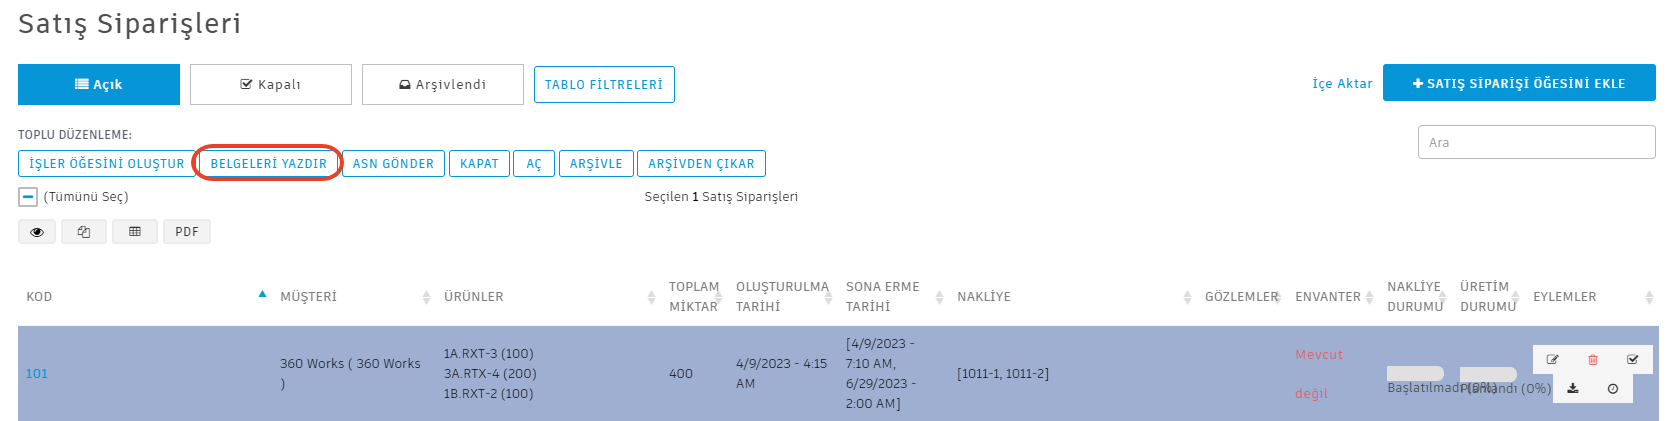 Satış Siparişleri
Açık Kapalı Arşivlendi TABLO FİLTRELERİ İçe Aktar SATIŞ SİPARİŞİ ÖĞESİNİ EKLE
TOPLU DÜZENLEME:
Ara
İŞLER ÖĞESİNİ OLUŞTUR BELGELERİ YAZDIR ASN GÖNDER KAPAT AÇ ARŞİVLE ARŞİVDEN ÇIKAR
(Tümünü Seç) Seçilen 1 Satış Siparişleri
PDF
KOD MÜŞTERİ ÜRÜNLER TOPLAM MİKTAR OLUŞTURULMA TARİHİ SONA ERME TARİHİ NAKLİYE GÖZLEMLER ENVANTER NAKLİYE DURUMU ÜRETİM DURUMU EYLEMLER
101
360 Works ( 360 Works
)
1A.RXT-3 (100)
3A.RTX-4 (200)
1B.RXT-2 (100)
400
4/9/2023 - 4:15
AM
[4/9/2023 -
7:10 AM,
6/29/2023 -
2:00 AM]
[1011-1, 1011-2]
Mevcut
değil
Başlatılmadı (0%)
Planlandı (0%)